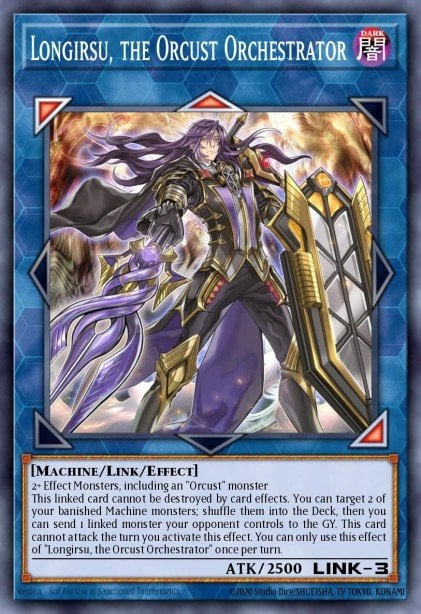 LONGIRSU, THE ORCUST ORCHESTRATOR
DARK
闇
[MACHINE/LINK/EFFECT]
2+ Effect Monsters, including an "Orcust" monster
This linked card cannot be destroyed by card effects. You can target 2 of
your banished Machine monsters; shuffle them into the Deck, then you
can send 1 linked monster your opponent controls to the GY. This card
cannot attack the turn you activate this effect. You can only use this effect
of "Longirsu, the Orcust Orchestrator" once per turn.
ATK/2500 LINK-3
Replica - Not For Use in Sanctioned Tornaments ©2020 Studio Dice/SHUEISHA, TV TOKYO, KONAMI